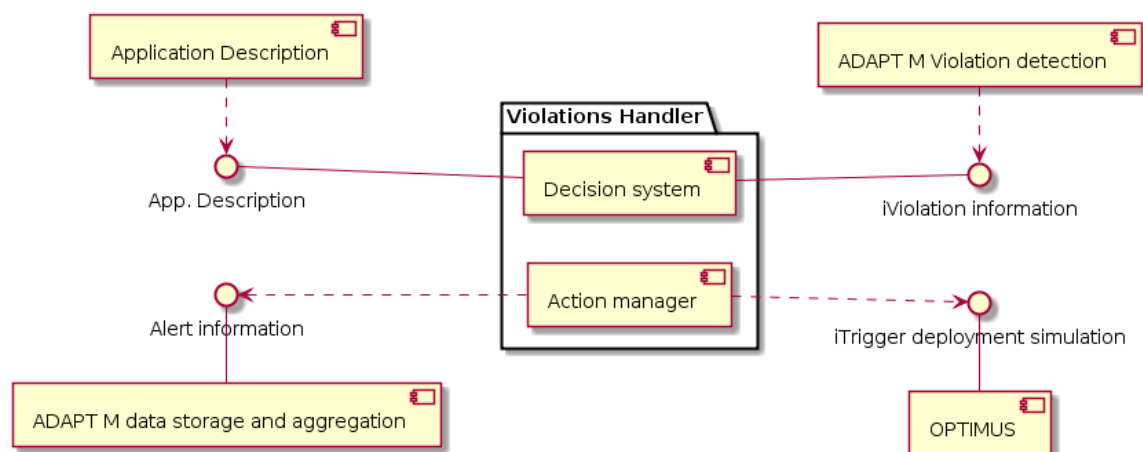 Application Description
ADAPT M Violation detection
Violations Handler
Decision system
App. Description
iViolation information
Action manager
Alert information
iTrigger deployment simulation
ADAPT M data storage and aggregation
OPTIMUS